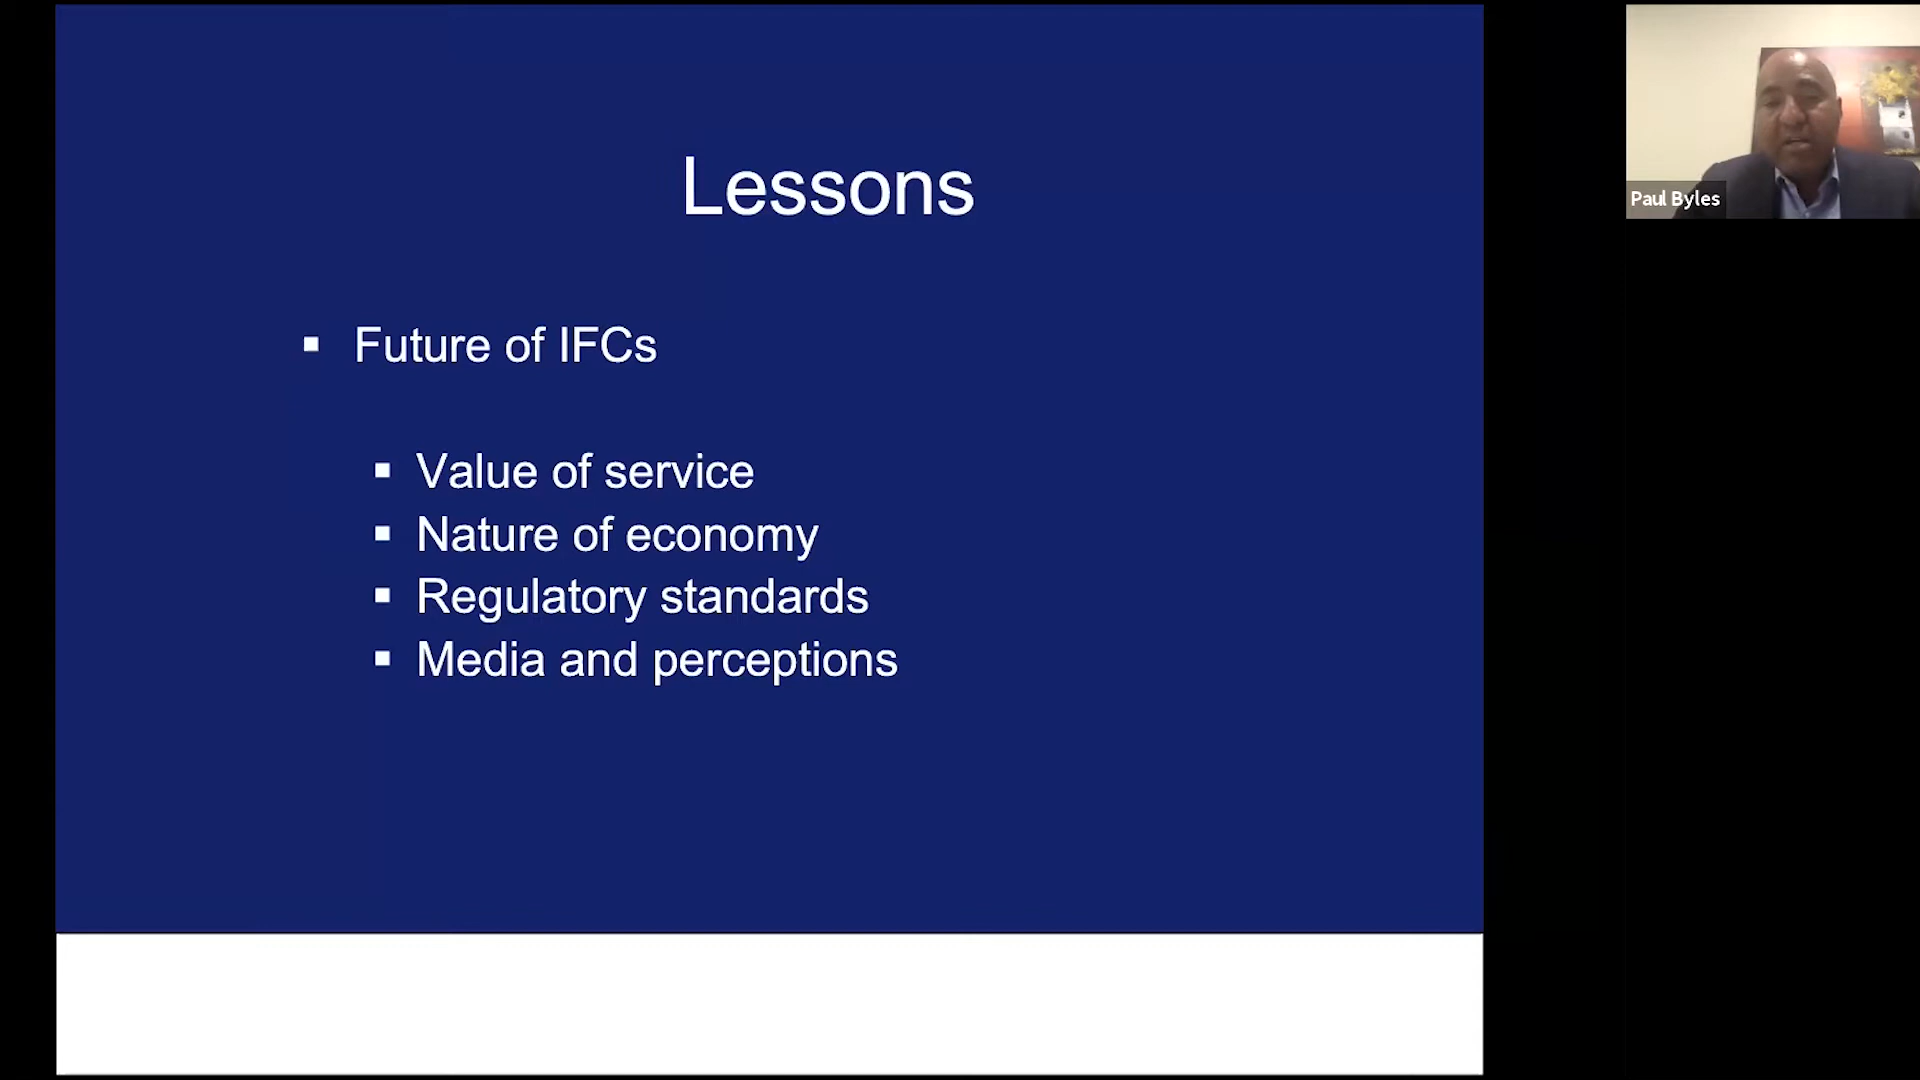 Lessons
Future of IFCs
Value of service
Nature of economy
Regulatory standards
Media and perceptions
Paul Byles